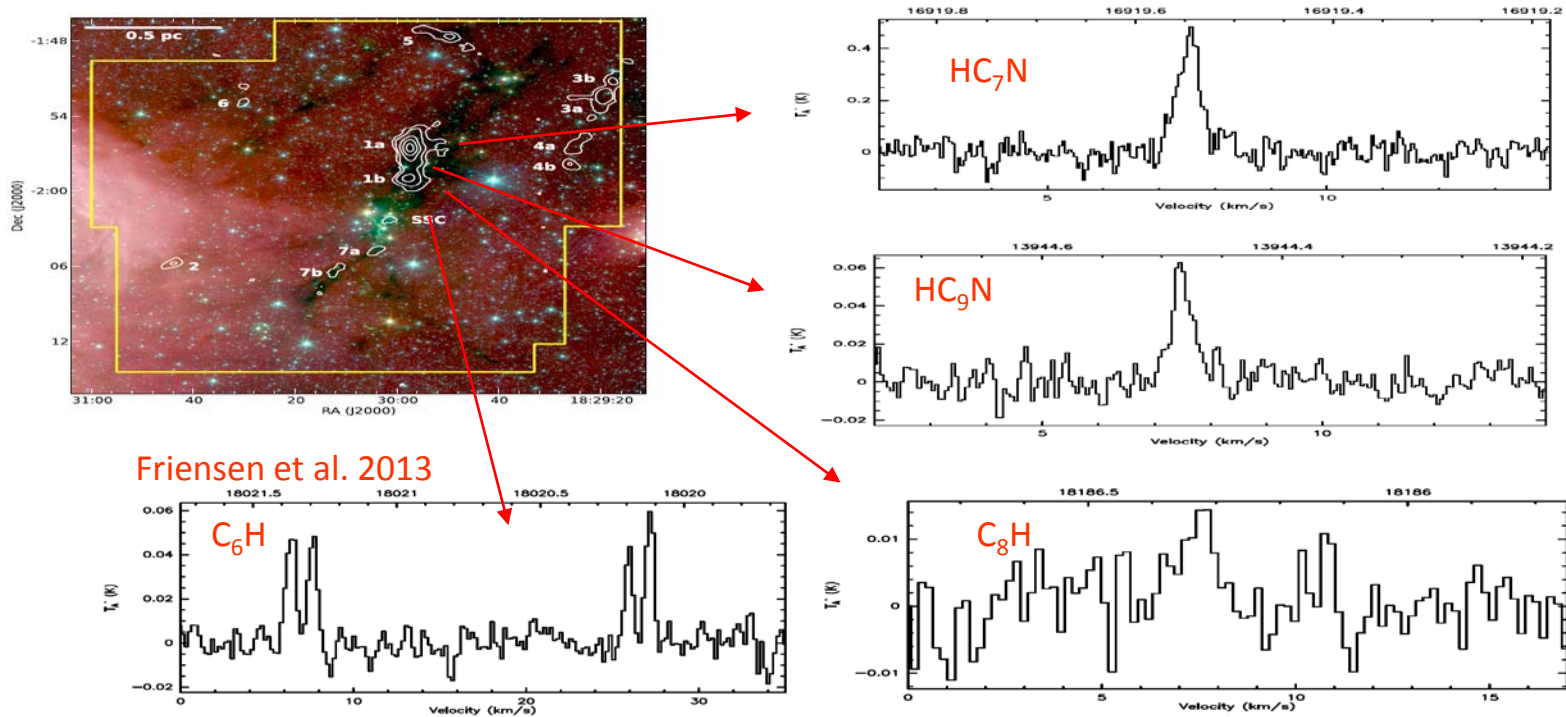 0.5 pc
-1:48
54
-2:00
06
12
Dec (J2000)
31:00 40 20 30:00 40 18:29:20
RA (J2000)
5
6
3b
3a
1a
4a
4b
1b
SSC
7a
7b
2
16919.8 16919.6 16919.4 16919.2
HC₇N
0.4
0.2
0
T*A (K)
5 10
Velocity (km/s)
13944.6 13944.4 13944.2
HC₉N
0.06
0.04
0.02
0
−0.02
T*A (K)
5 10
Velocity (km/s)
Friensen et al. 2013
18021.5 18021 18020.5 18020
C₆H
0.06
0.04
0.02
0
−0.02
T*A (K)
0 10 20 30
Velocity (km/s)
18186.5 18186
C₈H
0.01
0
−0.01
T*A (K)
0 5 10 15
Velocity (km/s)